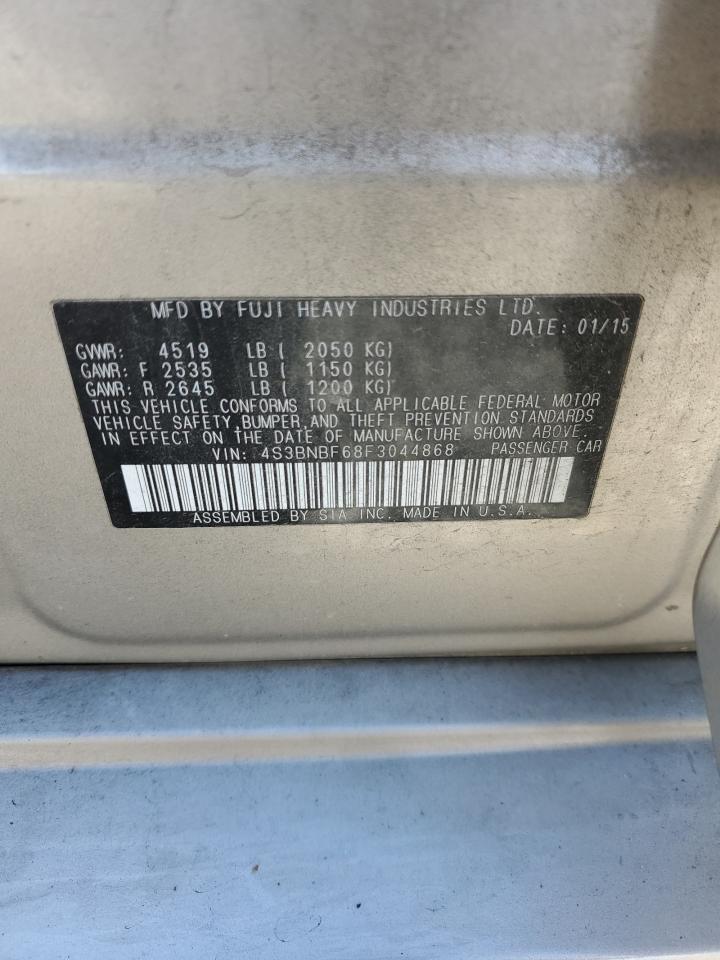 MFD BY FUJI HEAVY INDUSTRIES LTD.
DATE: 01/15
GVWR: 4519 LB ( 2050 KG)
GAWR: F 2535 LB ( 1150 KG)
GAWR: R 2645 LB ( 1200 KG)
THIS VEHICLE CONFORMS TO ALL APPLICABLE FEDERAL MOTOR
VEHICLE SAFETY, BUMPER, AND THEFT PREVENTION STANDARDS
IN EFFECT ON THE DATE OF MANUFACTURE SHOWN ABOVE.
VIN: 4S3BNBF68F3044868 PASSENGER CAR
ASSEMBLED BY SIA INC. MADE IN U.S.A.